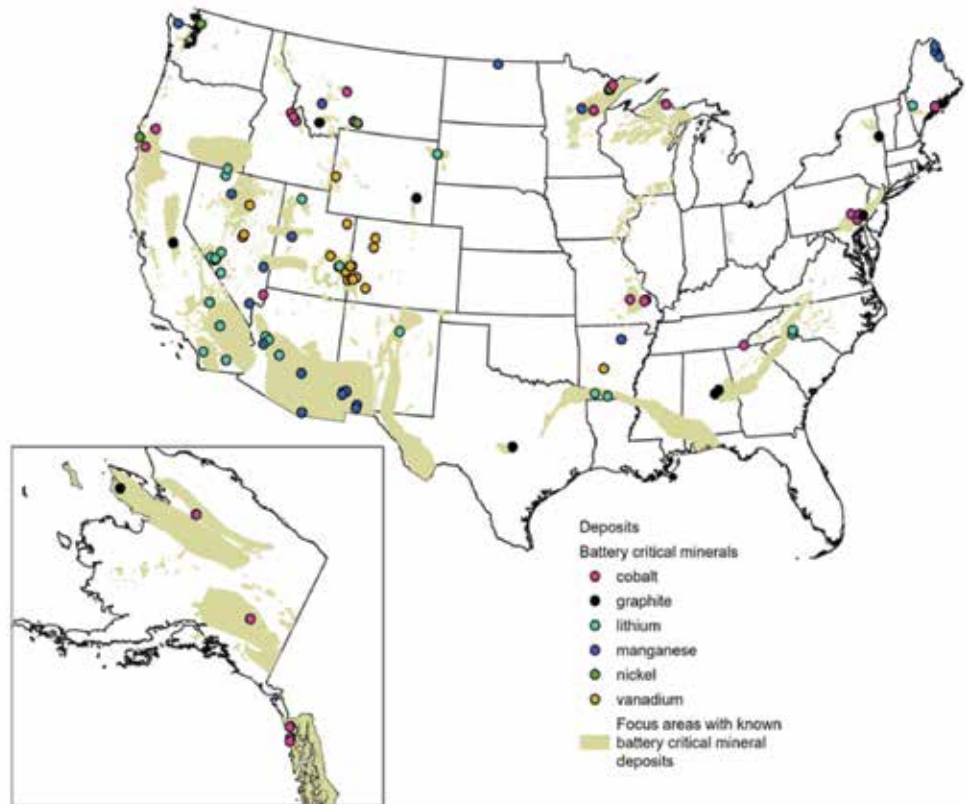 Deposits
Battery critical minerals
cobalt
graphite
lithium
manganese
nickel
vanadium
Focus areas with known
battery critical mineral
deposits